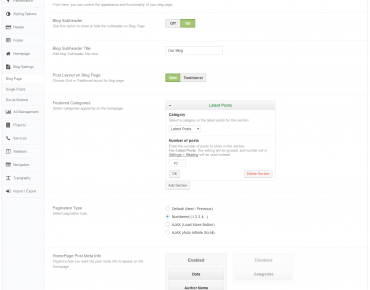 Performance
From here, you can control the appearance and functionality of your blog page.
Styling Options
Blog Subheader
Use this option to show or hide the subheader on Blog Page
Off
On
Header
Footer
Blog Subheader Title
Add blog Subheader title here
Our Blog
Homepage
Blog Settings
Post Layout on Blog Page
Choose Grid or Traditional layout for blog page
Grid
Traditional
Blog Page
Single Posts
Social Buttons
Featured Categories
Select categories appearing on the homepage.
Latest Posts
Ad Management
Category
Select a category or the latest posts for this section
Projects
Latest Posts
Services
Number of posts
Enter the number of posts to show in this section.
For Latest Posts, this setting will be ignored and number set in
Settings > Reading will be used instead.
Sidebars
10
Navigation
OK
Delete Section
Typography
Add Section
Import / Export
Pagination Type
Select pagination type.
Default (Next / Previous)
Numbered (1 2 3 4...)
AJAX (Load More Button)
AJAX (Auto Infinite Scroll)
HomePage Post Meta Info
Organize how you want the post meta info to appear on the
homepage
Enabled
Disabled
Date
Categories
Author Name